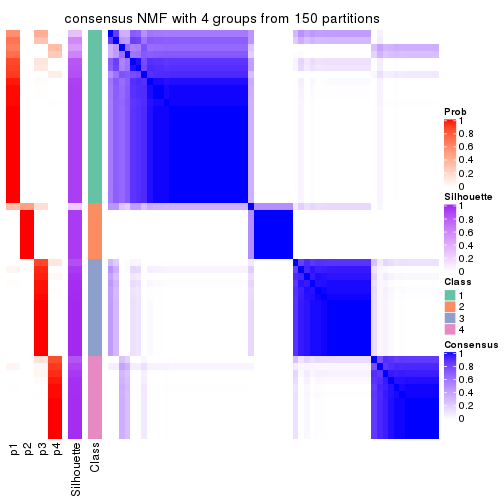 consensus NMF with 4 groups from 150 partitions
Prob
1
0.8
0.6
0.4
0.2
0
Silhouette
1
0.8
0.6
0.4
0.2
0
Class
1
2
3
4
Consensus
1
0.8
0.6
0.4
0.2
0
p1
p2
p3
p4
Silhouette
Class